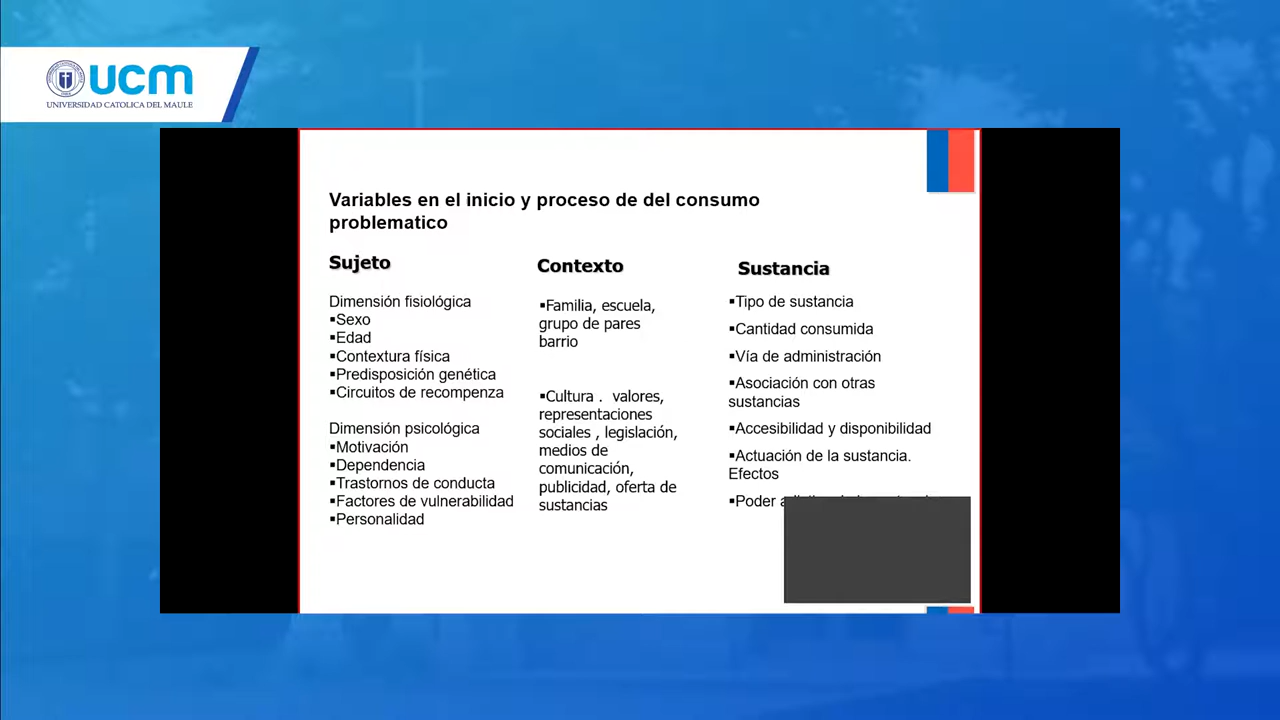 ucm
UNIVERSIDAD CATOLICA DEL MAULE
Variables en el inicio y proceso de del consumo
problematico
Sujeto
Dimensión fisiológica
▪Sexo
▪Edad
▪Contextura física
▪Predisposición genética
▪Circuitos de recompenza
Dimensión psicológica
▪Motivación
▪Dependencia
▪Trastornos de conducta
▪Factores de vulnerabilidad
▪Personalidad
Contexto
▪Familia, escuela,
grupo de pares
barrio
▪Cultura . valores,
representaciones
sociales , legislación,
medios de
comunicación,
publicidad, oferta de
sustancias
Sustancia
▪Tipo de sustancia
▪Cantidad consumida
▪Vía de administración
▪Asociación con otras
sustancias
▪Accesibilidad y disponibilidad
▪Actuación de la sustancia.
Efectos
▪Poder